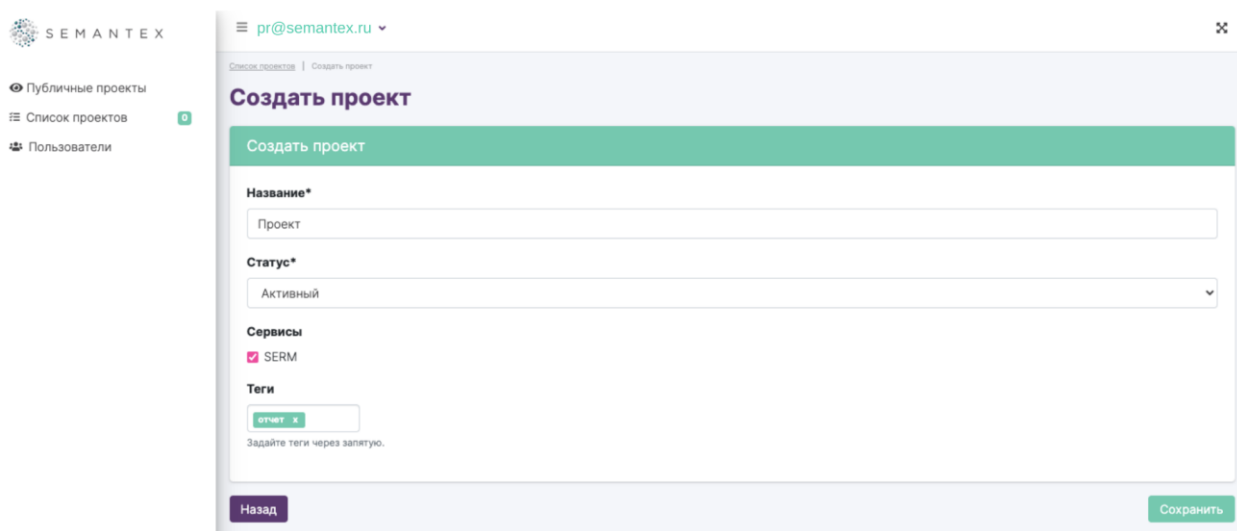 SEMANTEX
pr@semantex.ru
Список проектов | Создать проект
Публичные проекты
Список проектов 0
Пользователи
Создать проект
Создать проект
Название*
Проект
Статус*
Активный
Сервисы
SERM
Теги
отчет x
Задайте теги через запятую.
Назад
Сохранить